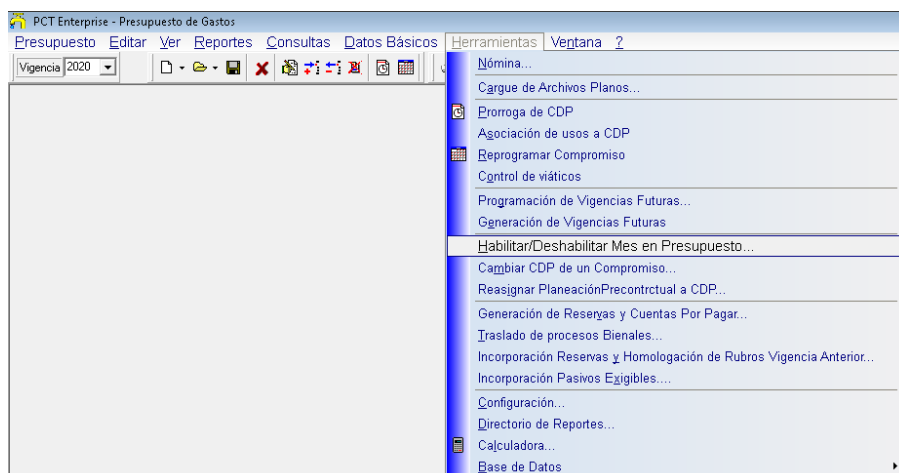 PCT Enterprise - Presupuesto de Gastos
Presupuesto Editar Ver Reportes Consultas Datos Básicos Herramientas Ventana ?
Vigencia 2020
Nómina...
Cargue de Archivos Planos...
Prorroga de CDP
Asociación de usos a CDP
Reprogramar Compromiso
Control de viáticos
Programación de Vigencias Futuras...
Generación de Vigencias Futuras
Habilitar/Deshabilitar Mes en Presupuesto...
Cambiar CDP de un Compromiso...
Reasignar PlaneaciónPrecontrctual a CDP...
Generación de Reservas y Cuentas Por Pagar...
Traslado de procesos Bienales...
Incorporación Reservas y Homologación de Rubros Vigencia Anterior...
Incorporación Pasivos Exigibles....
Configuración...
Directorio de Reportes...
Calculadora...
Base de Datos